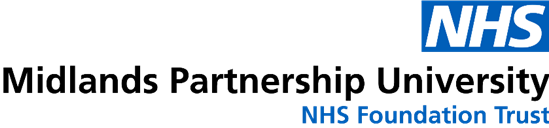 NHS
Midlands Partnership University
NHS Foundation Trust